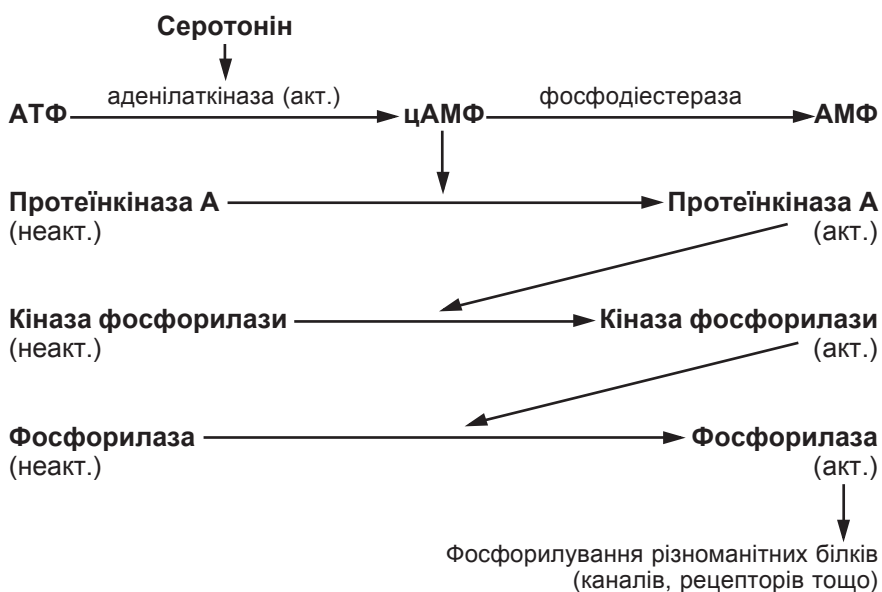 Серотонін
аденілаткіназа (акт.) фосфодіестераза
АТФ цАМФ АМФ
Протеїнкіназа А Протеїнкіназа А
(неакт.) (акт.)
Кіназа фосфорилази Кіназа фосфорилази
(неакт.) (акт.)
Фосфорилаза Фосфорилаза
(неакт.) (акт.)
Фосфорилування різноманітних білків
(каналів, рецепторів тощо)